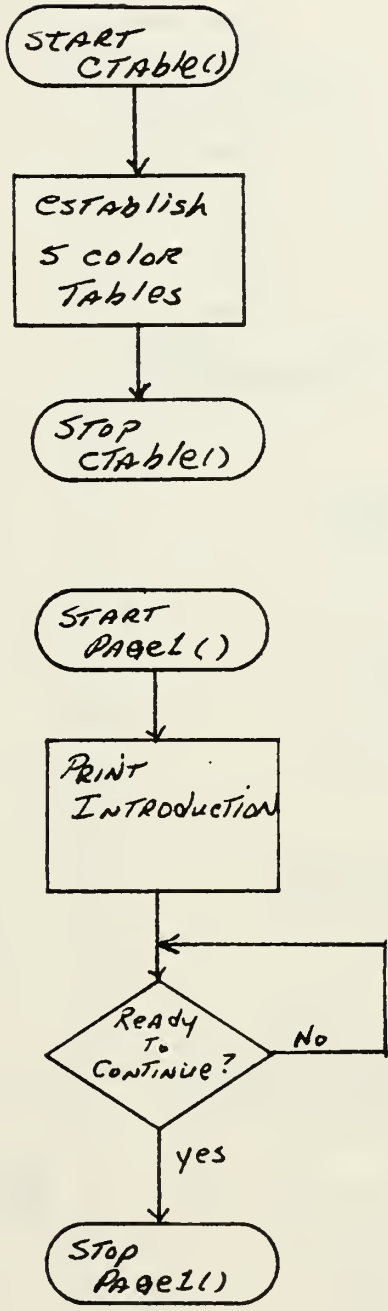 START
CTAble()
establish
5 color
TAbles
STOP
CTAble()
START
PAge1()
PRINT
INTRODUCTION
ReAdy
To
CONTINUE?
No
yes
STOP
PAge1()